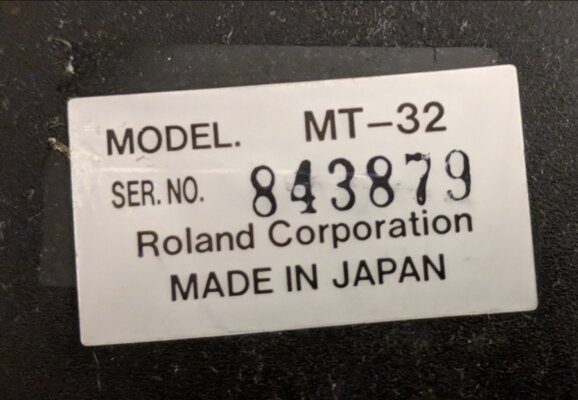 MODEL. MT-32
SER. NO. 843879
Roland Corporation
MADE IN JAPAN